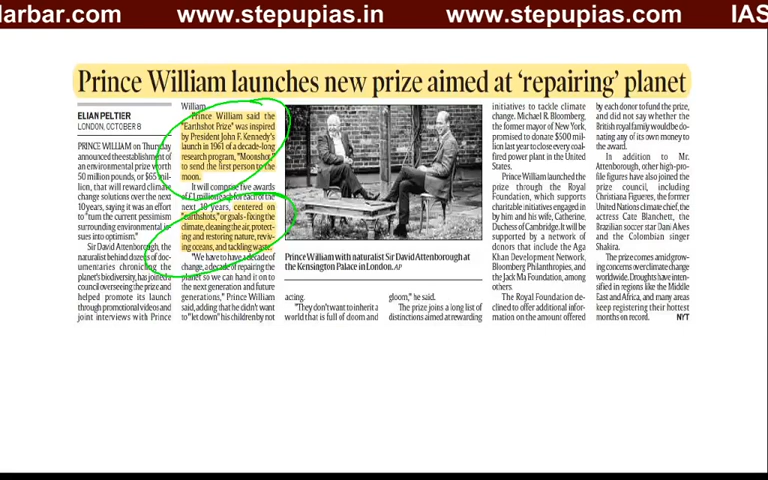 larbar.com www.stepupias.in www.stepupias.com IAS
Prince William launches new prize aimed at 'repairing' planet
ELIAN PELTIER
LONDON, OCTOBER 8
PRINCE WILLIAM on Thursday
announced the establishment of
an environmental prize worth
50 million pounds, or $65 mil-
lion, that will reward climate
change solutions over the next
10 years, saying it was an effort
to "turn the current pessimism
surrounding environmental is-
sues into optimism."
Sir David Attenborough, the
naturalist behind dozens of doc-
umentaries chronicling the
planet's biodiversity, has joined a
council overseeing the prize and
helped promote its launch
through promotional videos and
joint interviews with Prince
William.
Prince William said the
"Earthshot Prize" was inspired
by President John F. Kennedy's
launch in 1961 of a decade-long
research program, "Moonshot,"
to send the first person to the
moon.
It will comprise five awards
of £1 million each for each of the
next 10 years, centered on
"earthshots," or goals - fixing the
climate, cleaning the air, protect-
ing and restoring nature, reviv-
ing oceans, and tackling waste.
"We have to have a decade of
change, a decade of repairing the
planet so we can hand it on to
the next generation and future
generations," Prince William
said, adding that he didn't want
to "let down" his children by not
Prince William with naturalist Sir David Attenborough at
the Kensington Palace in London. AP
acting.
"They don't want to inherit a
world that is full of doom and
gloom," he said.
The prize joins a long list of
distinctions aimed at rewarding
initiatives to tackle climate
change. Michael R. Bloomberg,
the former mayor of New York,
promised to donate $500 mil-
lion last year to close every coal-
fired power plant in the United
States.
Prince William launched the
prize through the Royal
Foundation, which supports
charitable initiatives engaged in
by him and his wife, Catherine,
Duchess of Cambridge. It will be
supported by a network of
donors that include the Aga
Khan Development Network,
Bloomberg Philanthropies, and
the Jack Ma Foundation, among
others.
The Royal Foundation de-
clined to offer additional infor-
mation on the amount offered
by each donor to fund the prize,
and did not say whether the
British royal family would be do-
nating any of its own money to
the award.
In addition to Mr.
Attenborough, other high-pro-
file figures have also joined the
prize council, including
Christiana Figueres, the former
United Nations climate chief, the
actress Cate Blanchett, the
Brazilian soccer star Dani Alves
and the Colombian singer
Shakira.
The prize comes amid grow-
ing concerns over climate change
worldwide. Droughts have inten-
sified in regions like the Middle
East and Africa, and many areas
keep registering their hottest
months on record. NYT